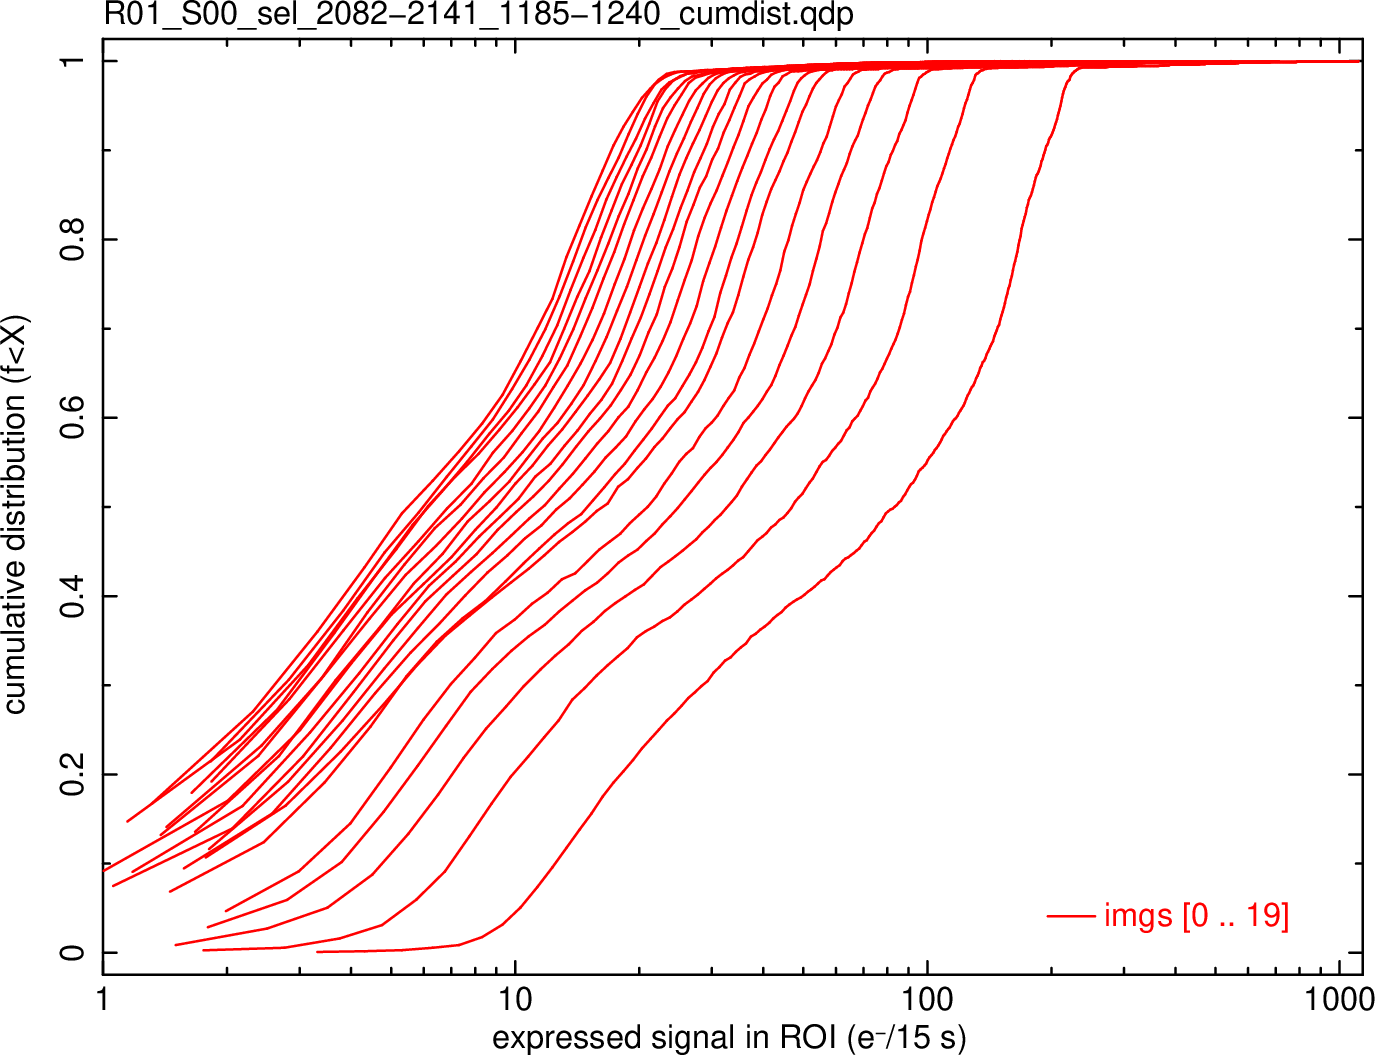 R01_S00_sel_2082−2141_1185−1240_cumdist.qdp
cumulative distribution (f<X)
1
0.8
0.6
0.4
0.2
0
imgs [0 .. 19]
1 10 100 1000
expressed signal in ROI (e⁻/15 s)